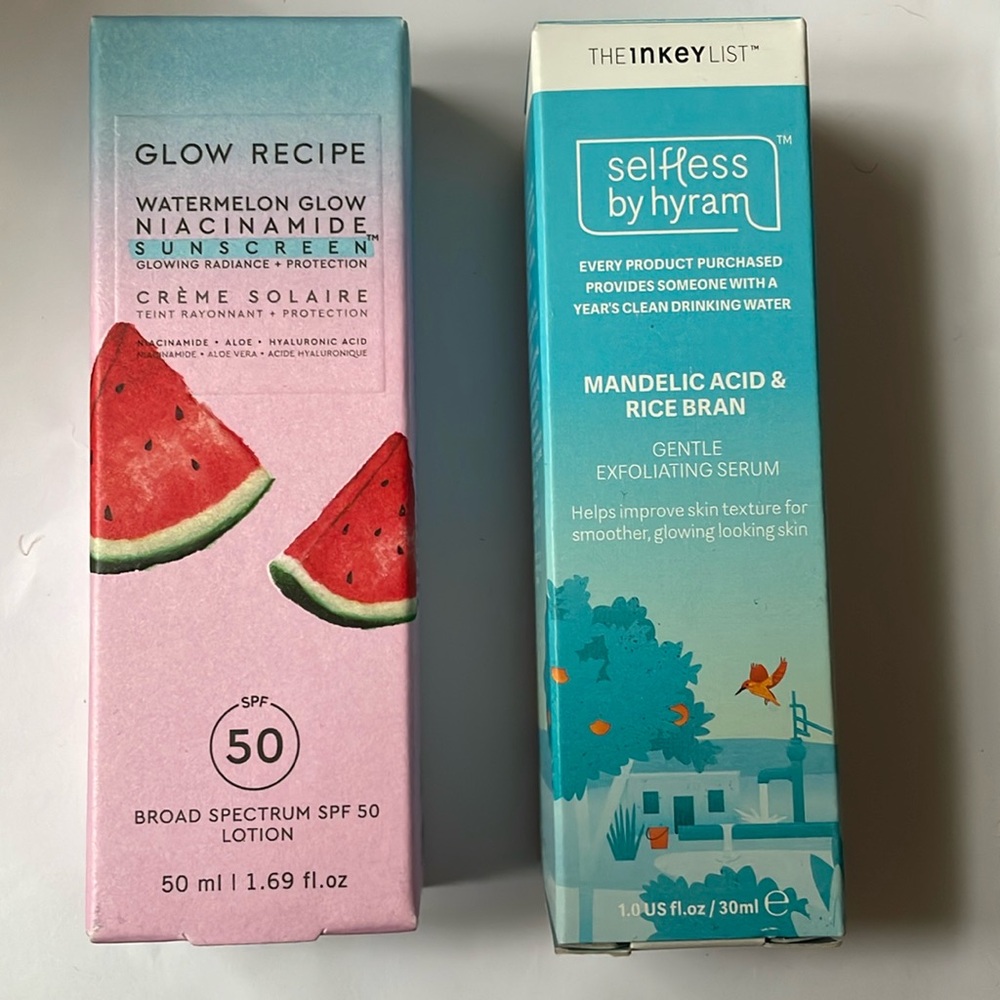 GLOW RECIPE
WATERMELON GLOW
NIACINAMIDE
SUNSCREEN™
GLOWING RADIANCE + PROTECTION
CRÈME SOLAIRE
TEINT RAYONNANT + PROTECTION
NIACINAMIDE • ALOE • HYALURONIC ACID
NIACINAMIDE • ALOE VERA • ACIDE HYALURONIQUE
SPF
50
BROAD SPECTRUM SPF 50
LOTION
50 ml | 1.69 fl.oz
THE INKEY LIST™
selfless
by hyram™
EVERY PRODUCT PURCHASED
PROVIDES SOMEONE WITH A
YEAR'S CLEAN DRINKING WATER
MANDELIC ACID &
RICE BRAN
GENTLE
EXFOLIATING SERUM
Helps improve skin texture for
smoother, glowing looking skin
1.0 US fl.oz / 30ml ℮